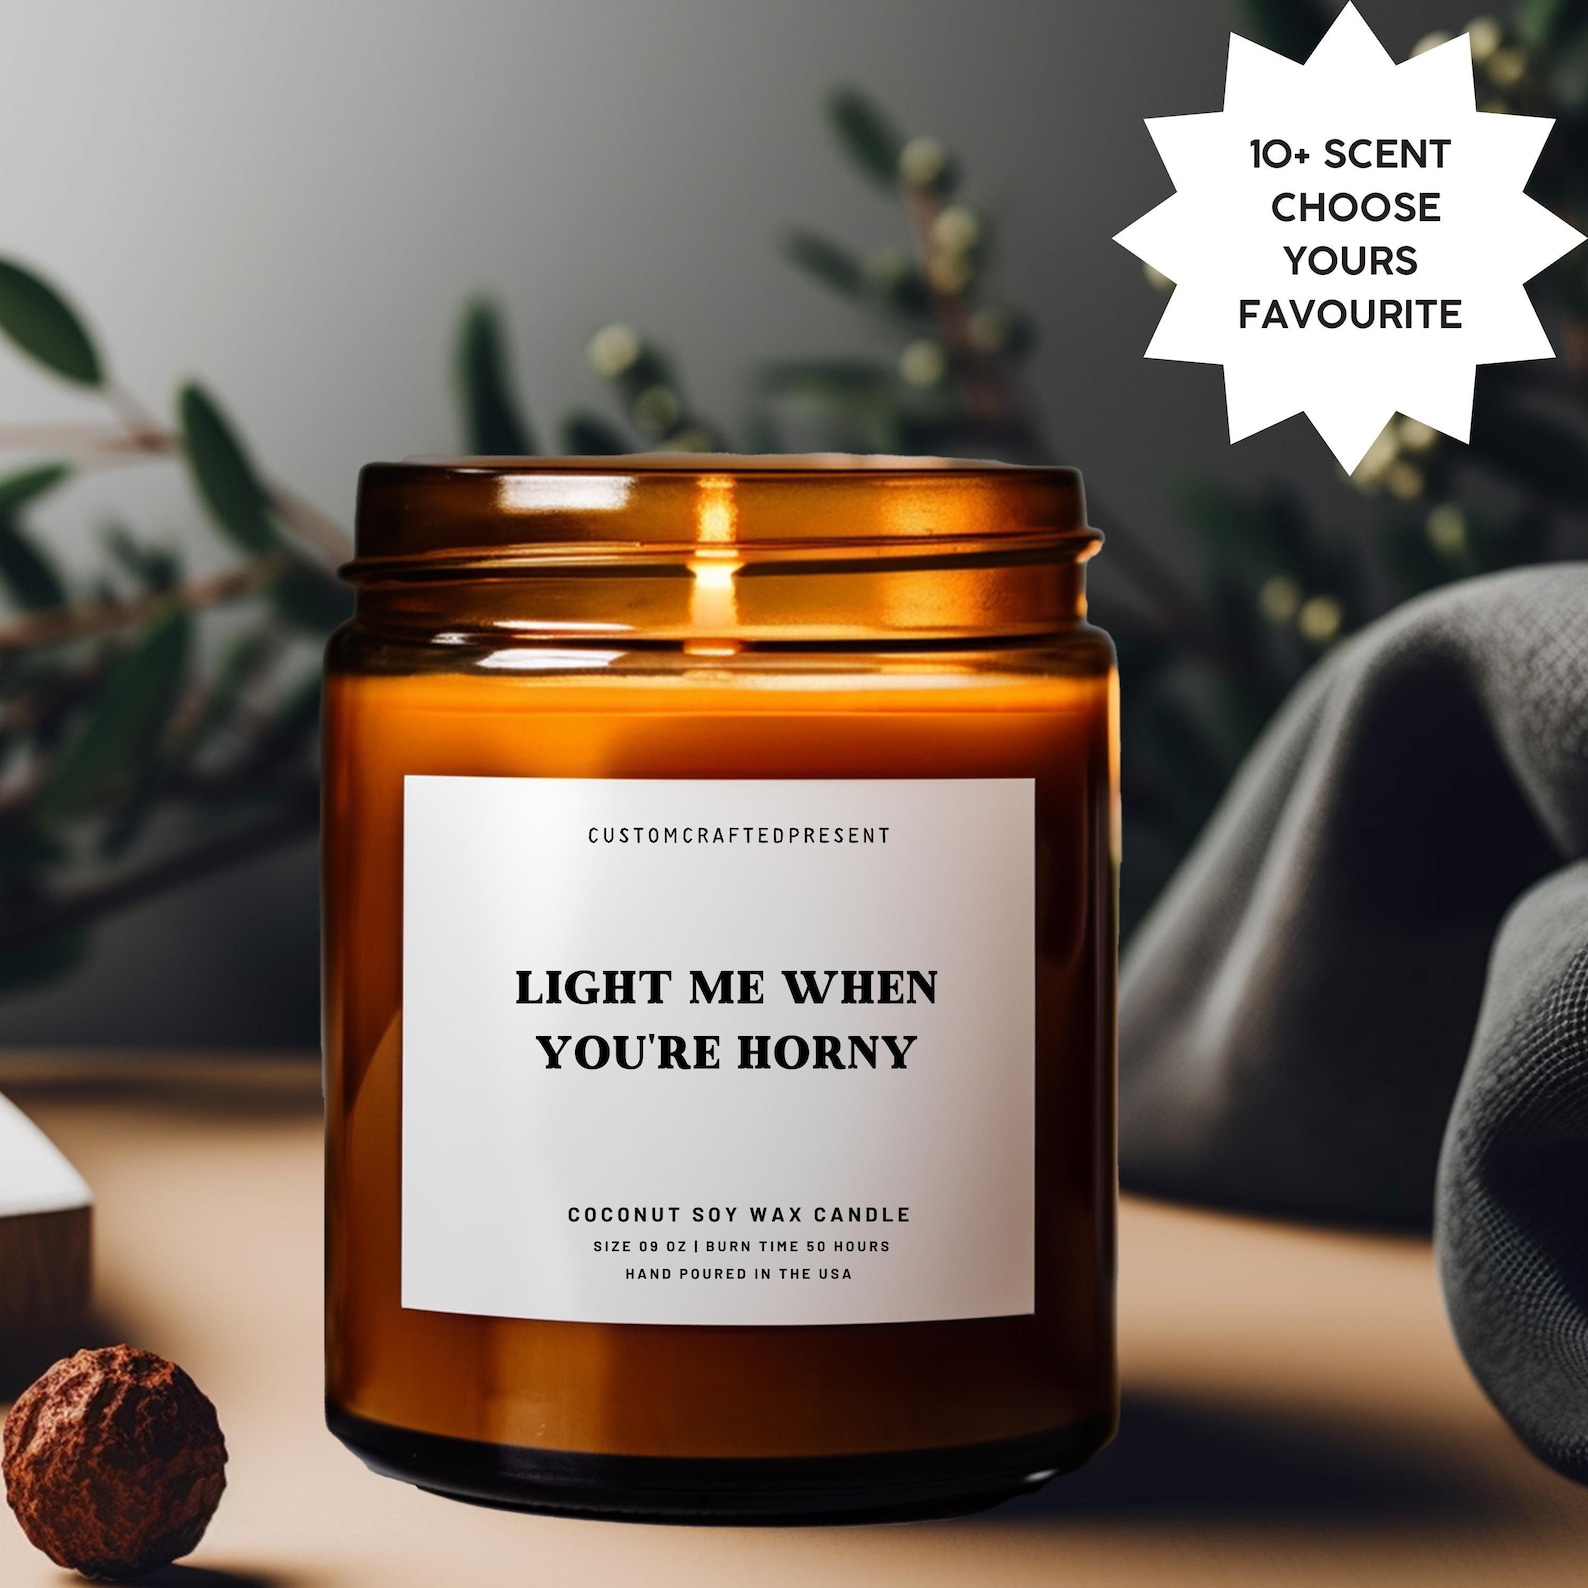 10+ SCENT
CHOOSE
YOURS
FAVOURITE
CUSTOMCRAFTEDPRESENT
LIGHT ME WHEN
YOU'RE HORNY
COCONUT SOY WAX CANDLE
SIZE 09 OZ | BURN TIME 50 HOURS
HAND POURED IN THE USA